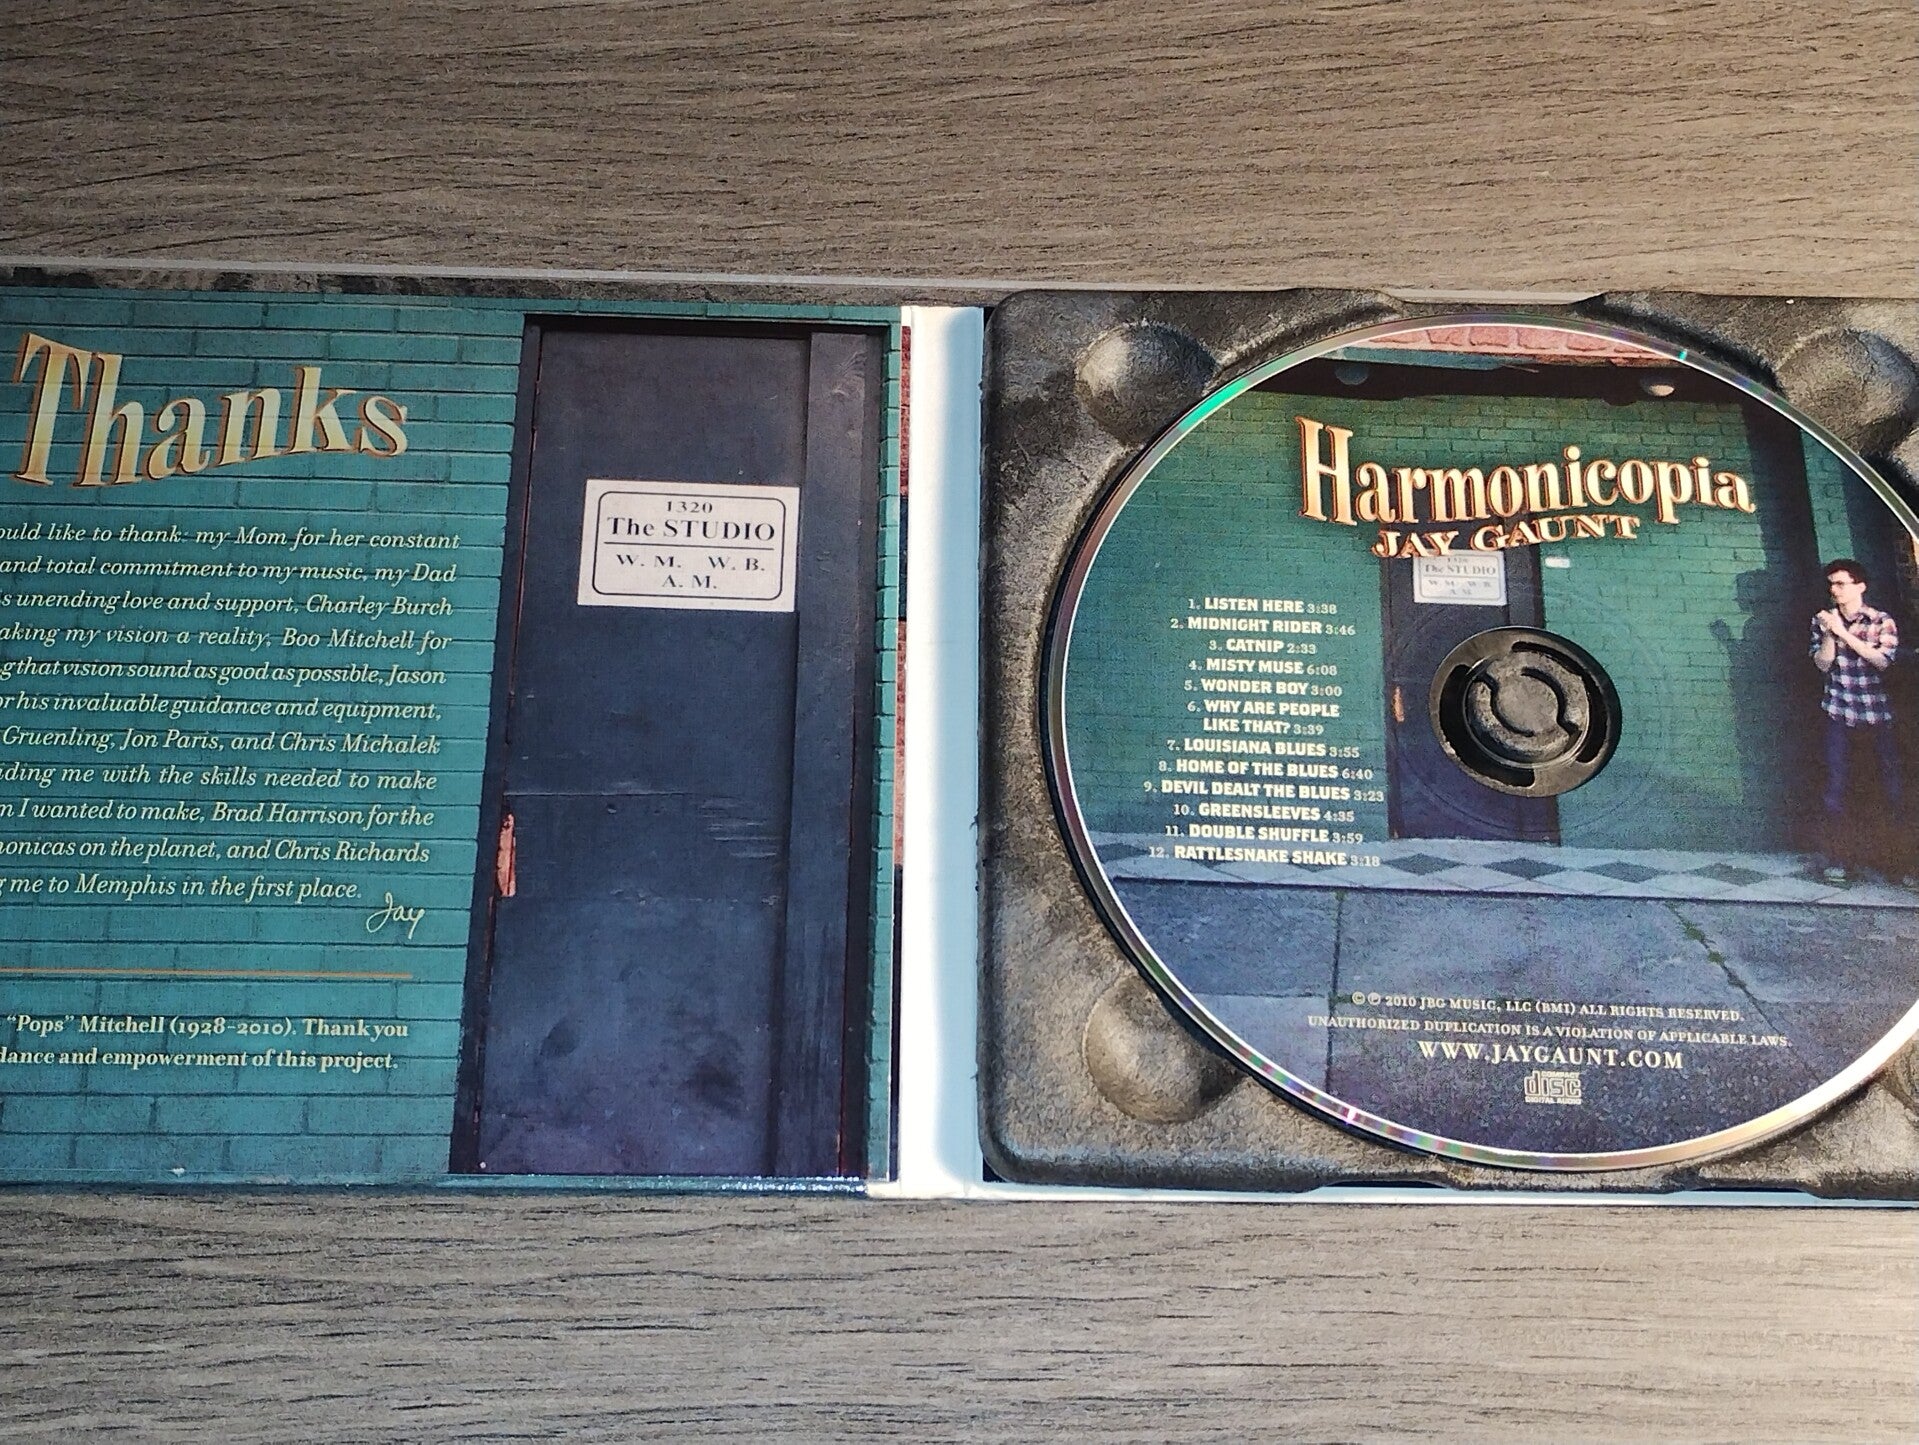 Thanks
ould like to thank: my Mom for her constant
and total commitment to my music, my Dad
s unending love and support, Charley Burch
aking my vision a reality, Boo Mitchell for
g that vision sound as good as possible, Jason
or his invaluable guidance and equipment,
Gruenling, Jon Paris, and Chris Michalek
iding me with the skills needed to make
m I wanted to make, Brad Harrison for the
monicas on the planet, and Chris Richards
g me to Memphis in the first place.
Jay
"Pops" Mitchell (1928-2010). Thank you
dance and empowerment of this project.
1320
The STUDIO
W. M. W. B.
A. M.
Harmonicopia
JAY GAUNT
1320
The STUDIO
W. M. W. B.
A. M.
1. LISTEN HERE 3:38
2. MIDNIGHT RIDER 3:46
3. CATNIP 2:33
4. MISTY MUSE 6:08
5. WONDER BOY 3:00
6. WHY ARE PEOPLE
LIKE THAT? 3:39
7. LOUISIANA BLUES 3:55
8. HOME OF THE BLUES 6:40
9. DEVIL DEALT THE BLUES 3:23
10. GREENSLEEVES 4:35
11. DOUBLE SHUFFLE 3:59
12. RATTLESNAKE SHAKE 3:18
© ℗ 2010 JBG MUSIC, LLC (BMI) ALL RIGHTS RESERVED.
UNAUTHORIZED DUPLICATION IS A VIOLATION OF APPLICABLE LAWS.
WWW.JAYGAUNT.COM
COMPACT
disc
DIGITAL AUDIO